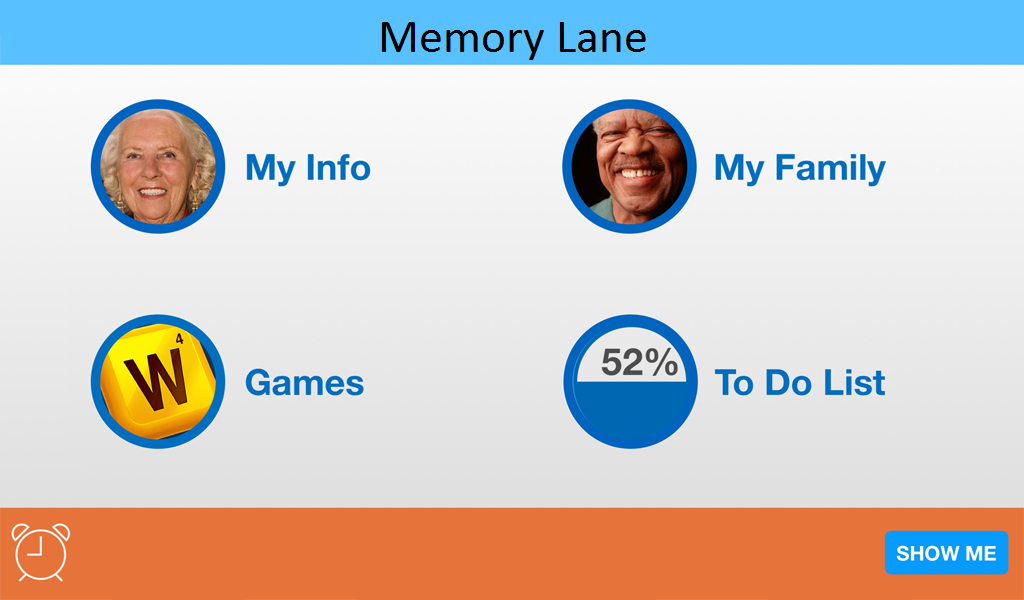 Memory Lane
My Info
My Family
W 4
Games
52%
To Do List
SHOW ME